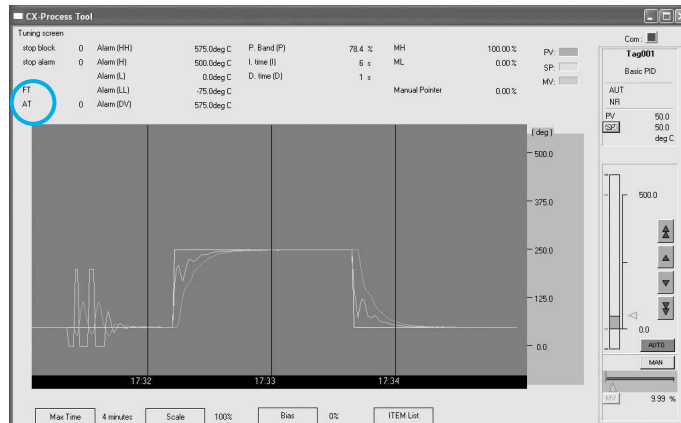 CX-Process Tool
Tuning screen
stop block 0 Alarm (HH) 575.0deg C P. Band (P) 78.4 % MH 100.00 %
stop alarm 0 Alarm (H) 500.0deg C I. time (I) 6 s ML 0.00 %
Alarm (L) 0.0deg C D. time (D) 1 s
FT Alarm (LL) -75.0deg C Manual Pointer 0.00 %
AT 0 Alarm (DV) 575.0deg C
PV:
SP:
MV:
Com:
Tag001
Basic PID
AUT
NR
PV 50.0
SP 50.0
deg C
(deg)
500.0
375.0
250.0
125.0
0.0
17:32 17:33 17:34
500.0
0.0
AUTO
MAN
MV 9.99 %
Max Time 4 minutes Scale 100% Bias 0% ITEM List